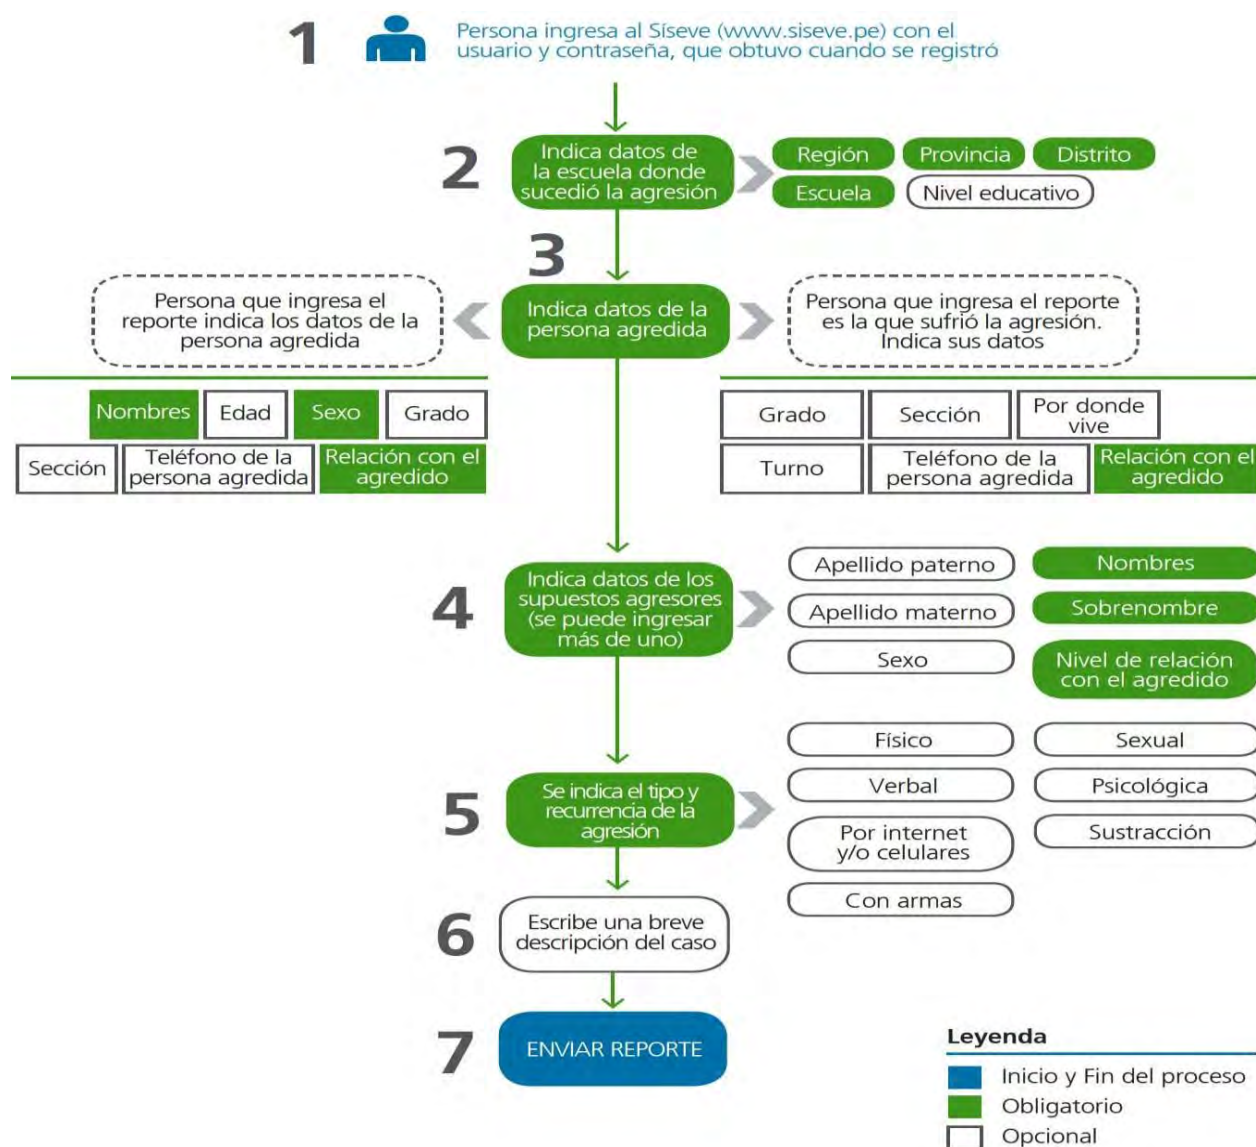 1
Persona ingresa al Síseve (www.siseve.pe) con el
usuario y contraseña, que obtuvo cuando se registró
2
Indica datos de
la escuela donde
sucedió la agresión
Región
Provincia
Distrito
Escuela
Nivel educativo
3
Indica datos de la
persona agredida
Persona que ingresa el
reporte indica los datos de la
persona agredida
Persona que ingresa el reporte
es la que sufrió la agresión.
Indica sus datos
Nombres
Edad
Sexo
Grado
Sección
Teléfono de la
persona agredida
Relación con el
agredido
Grado
Sección
Por donde
vive
Turno
Teléfono de la
persona agredida
Relación con el
agredido
4
Indica datos de los
supuestos agresores
(se puede ingresar
más de uno)
Apellido paterno
Nombres
Apellido materno
Sobrenombre
Sexo
Nivel de relación
con el agredido
5
Se indica el tipo y
recurrencia de la
agresión
Físico
Sexual
Verbal
Psicológica
Por internet
y/o celulares
Sustracción
Con armas
6
Escribe una breve
descripción del caso
7
ENVIAR REPORTE
Leyenda
Inicio y Fin del proceso
Obligatorio
Opcional